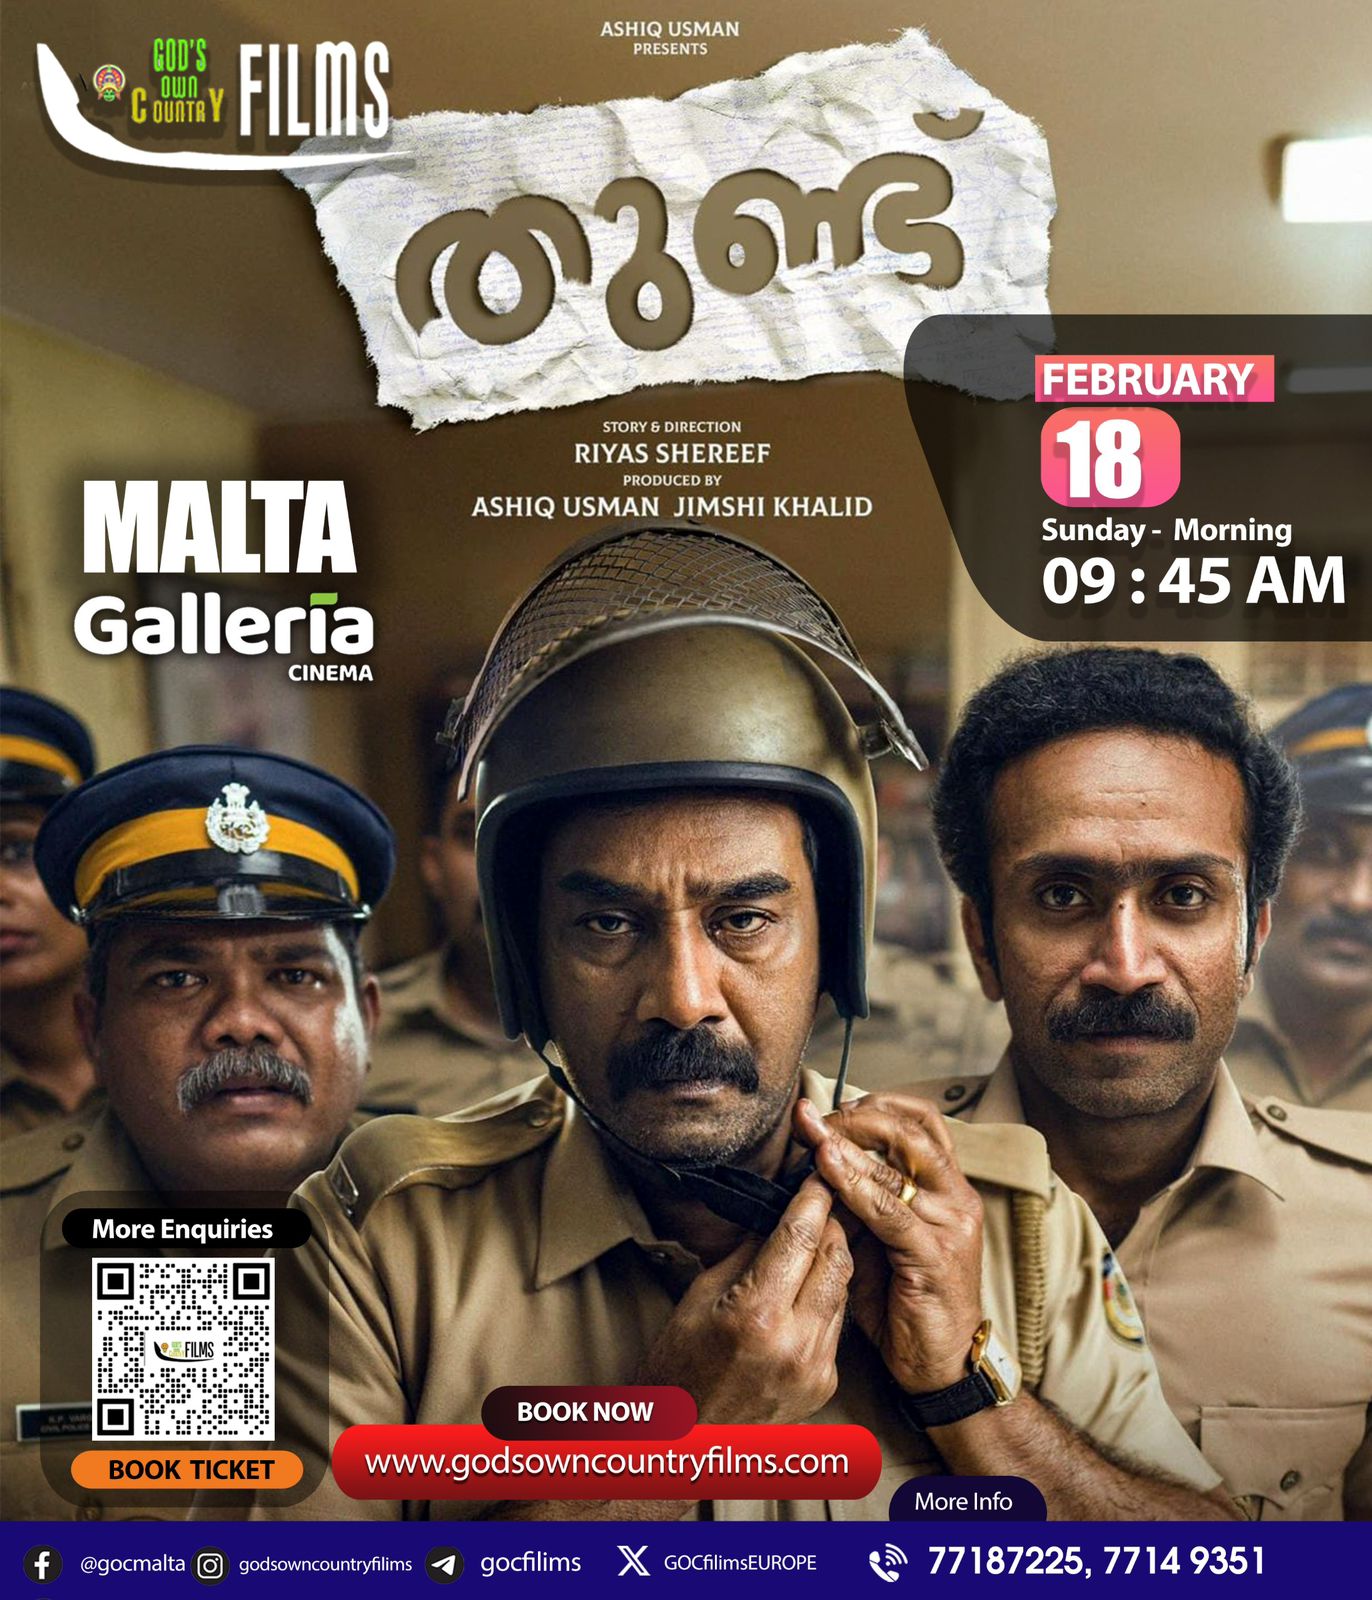 ASHIQ USMAN
PRESENTS
GOD'S
OWN
COUNTRY
FILMS
തുണ്ട്
FEBRUARY
18
Sunday - Morning
09 : 45 AM
STORY & DIRECTION
RIYAS SHEREEF
PRODUCED BY
ASHIQ USMAN JIMSHI KHALID
MALTA
Galleria
CINEMA
More Enquiries
FILMS
BOOK TICKET
BOOK NOW
www.godsowncountryfilms.com
More Info
@gocmalta godsowncountryfilims gocfilims GOCfilimsEUROPE 77187225, 7714 9351